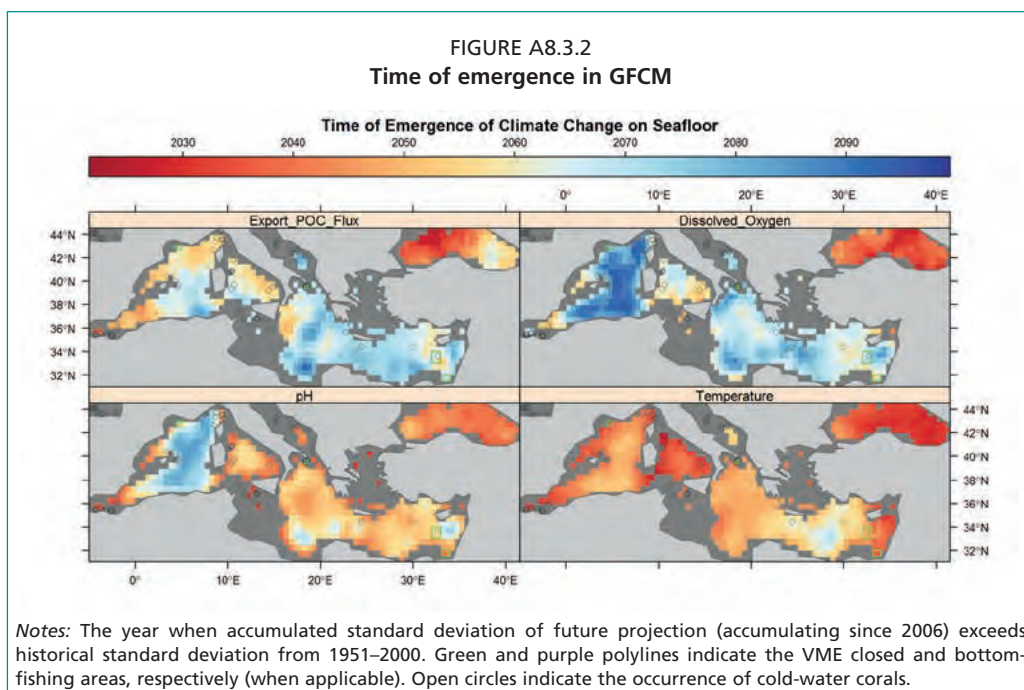 FIGURE A8.3.2
Time of emergence in GFCM
Time of Emergence of Climate Change on Seafloor
2030 2040 2050 2060 2070 2080 2090
0° 10°E 20°E 30°E 40°E
Export_POC_Flux Dissolved_Oxygen
44°N
42°N
40°N
38°N
36°N
34°N
32°N
pH Temperature
44°N
42°N
40°N
38°N
36°N
34°N
32°N
0° 10°E 20°E 30°E 40°E
Notes: The year when accumulated standard deviation of future projection (accumulating since 2006) exceeds
historical standard deviation from 1951–2000. Green and purple polylines indicate the VME closed and bottom-
fishing areas, respectively (when applicable). Open circles indicate the occurrence of cold-water corals.